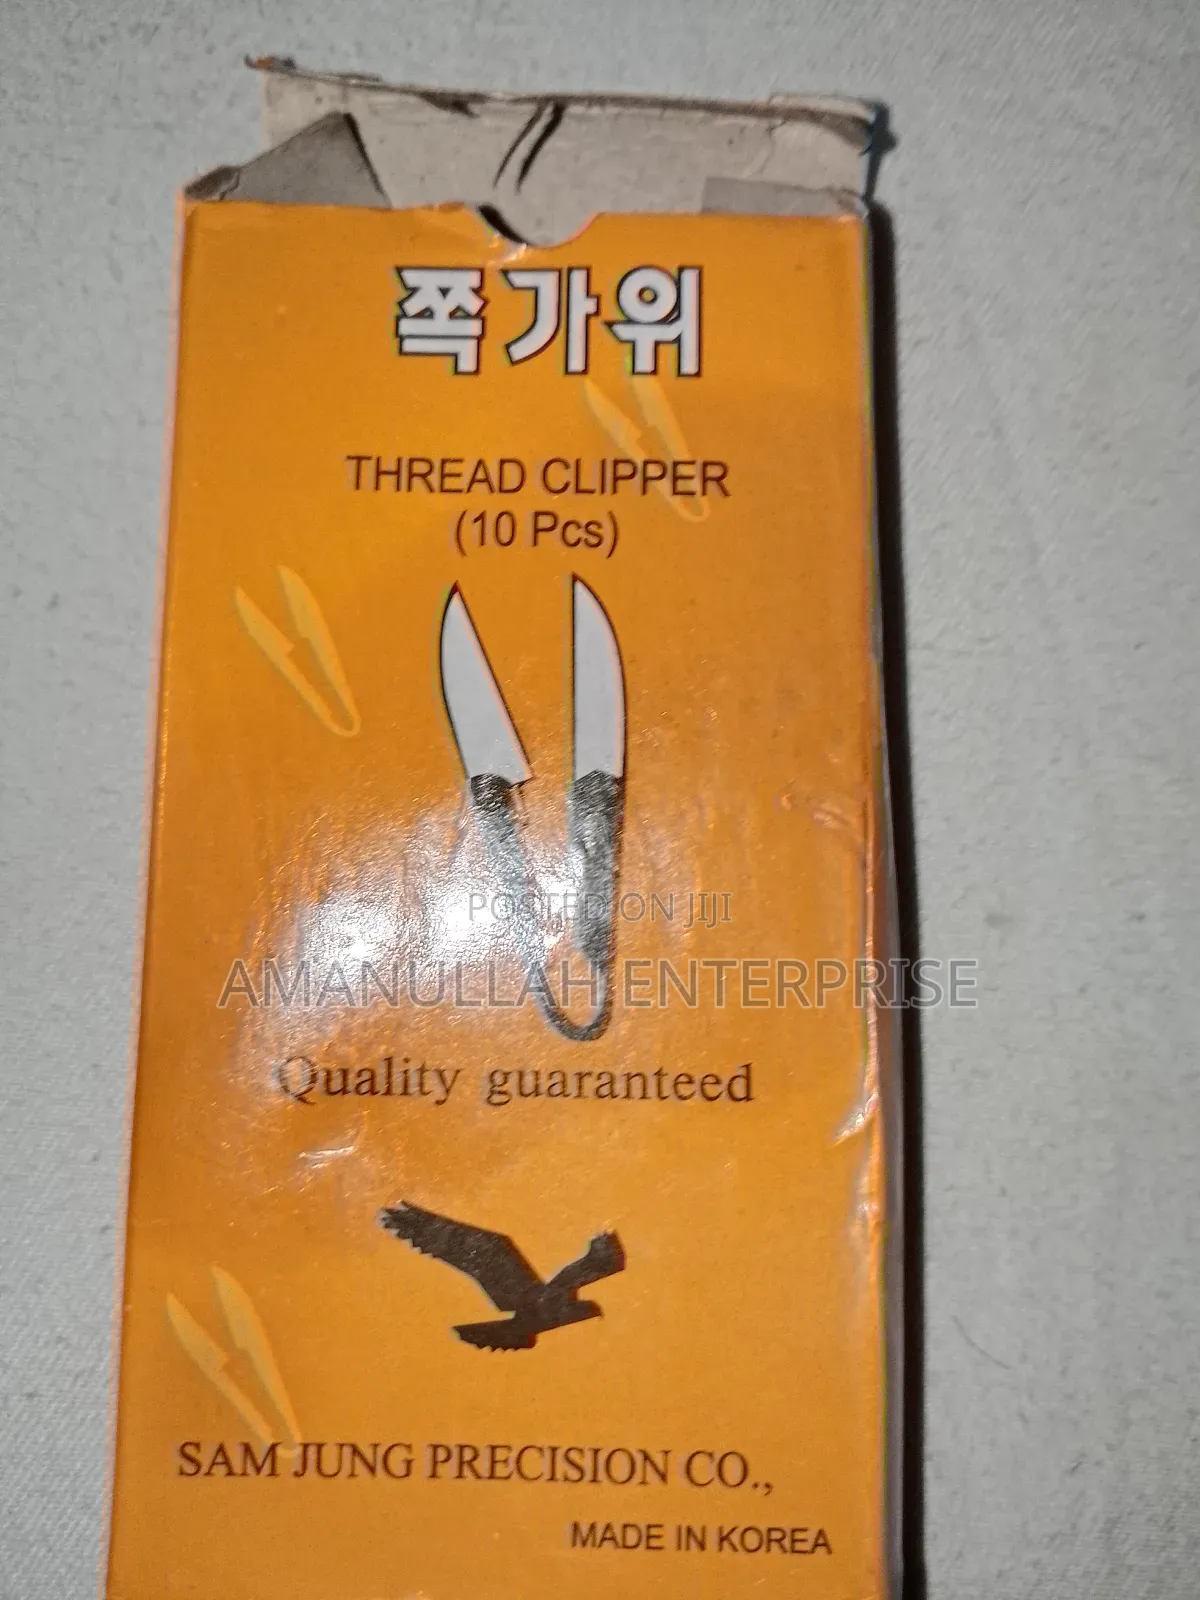 쪽가위
THREAD CLIPPER
(10 Pcs)
POSTED ON JIJI
AMANULLAH ENTERPRISE
Quality guaranteed
SAM JUNG PRECISION CO.,
MADE IN KOREA